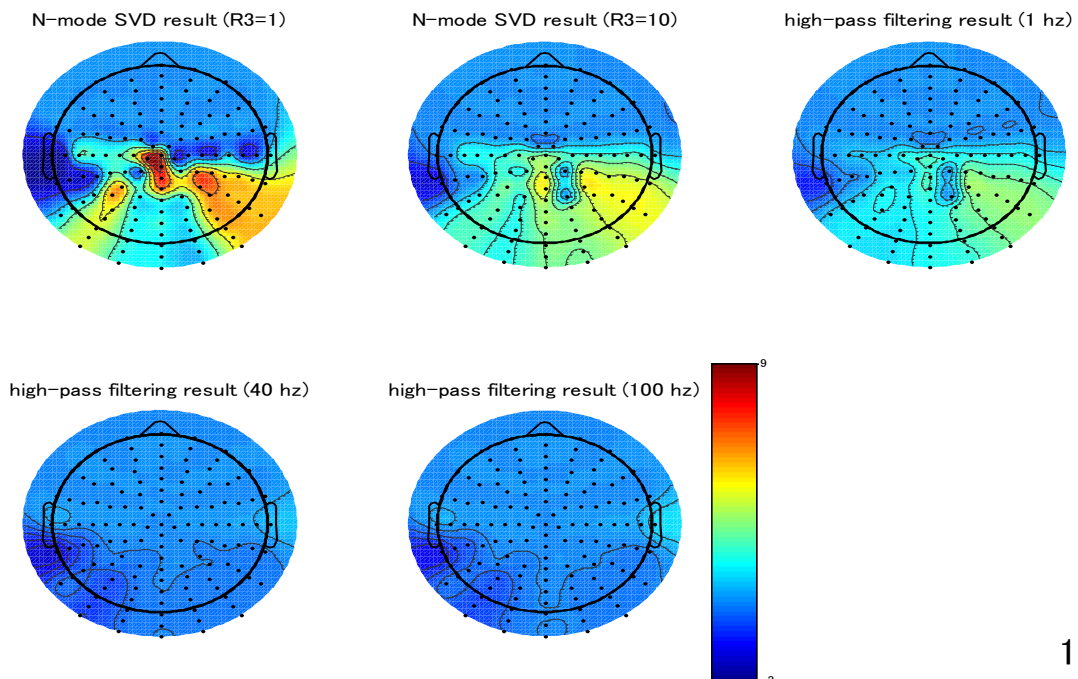 N-mode SVD result (R3=1)
N-mode SVD result (R3=10)
high-pass filtering result (1 hz)
high-pass filtering result (40 hz)
high-pass filtering result (100 hz)
9
1